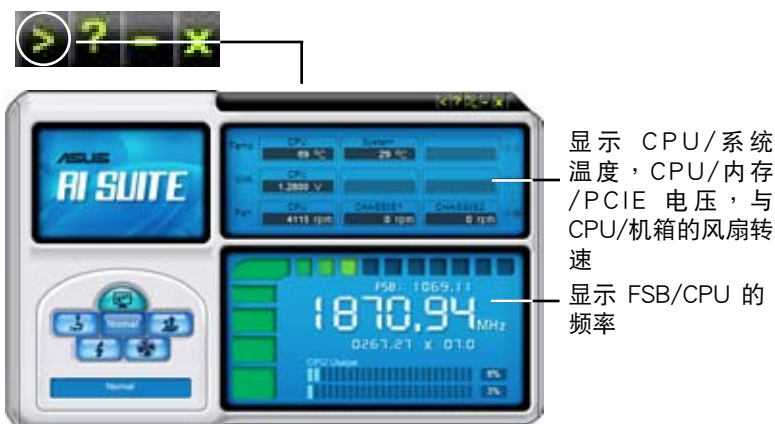 > ? - x
< ? - x
ASUS
AI SUITE
Temp. CPU System
69 °C 29 °C
Volt. CPU
1.2800 V
Fan CPU CHASSIS1 CHASSIS2
4115 rpm 0 rpm 0 rpm
FSB: 1069.11
1870.94 MHz
0267.27 x 07.0
CPU Usage
Normal
Normal
显示 CPU/系统
温度，CPU/内存
/PCIE 电压，与
CPU/机箱的风扇转
速
显示 FSB/CPU 的
频率